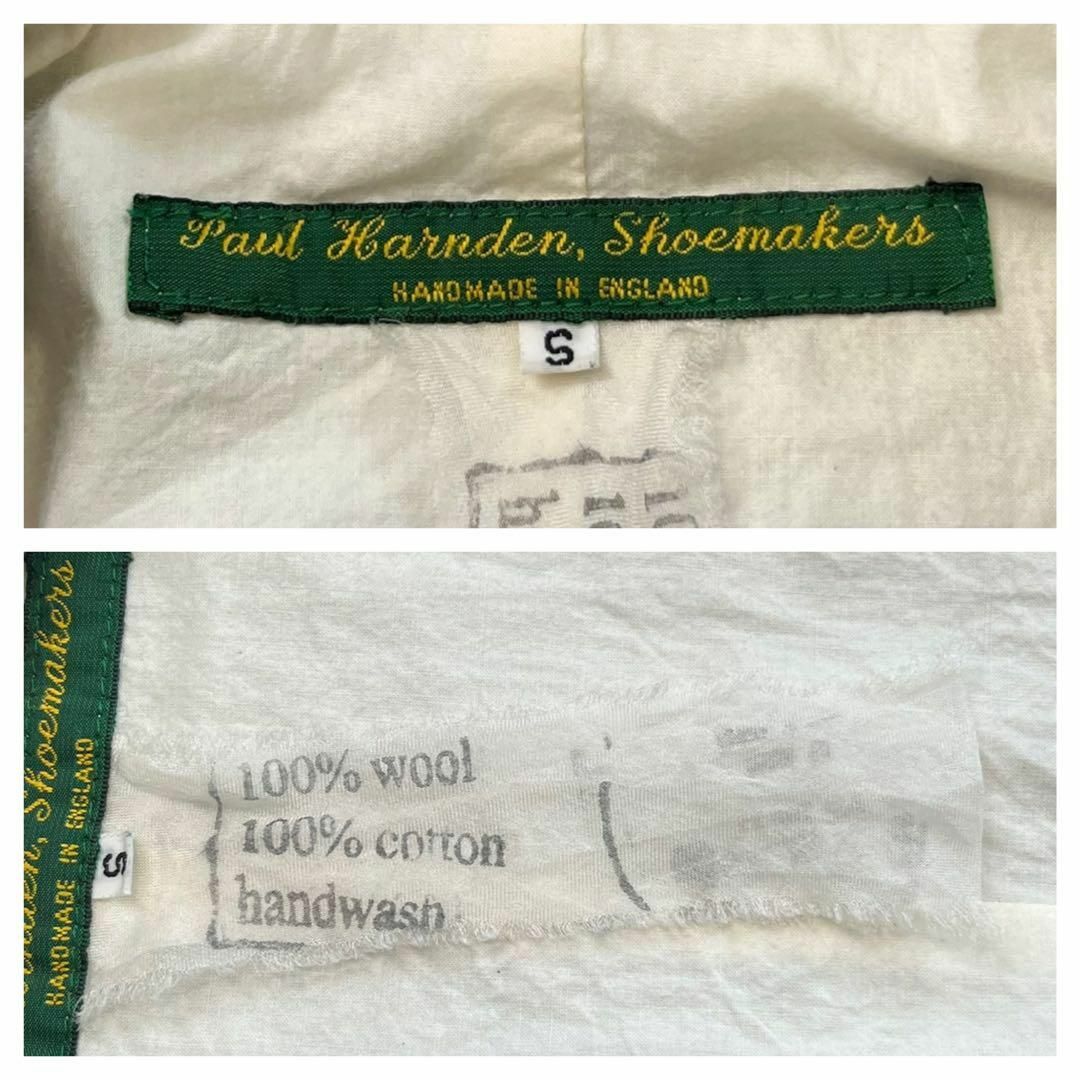 Paul Harnden, Shoemakers
HANDMADE IN ENGLAND
S
Shoemakers
HANDMADE IN ENGLAND
S
100% wool
100% cotton
handwash